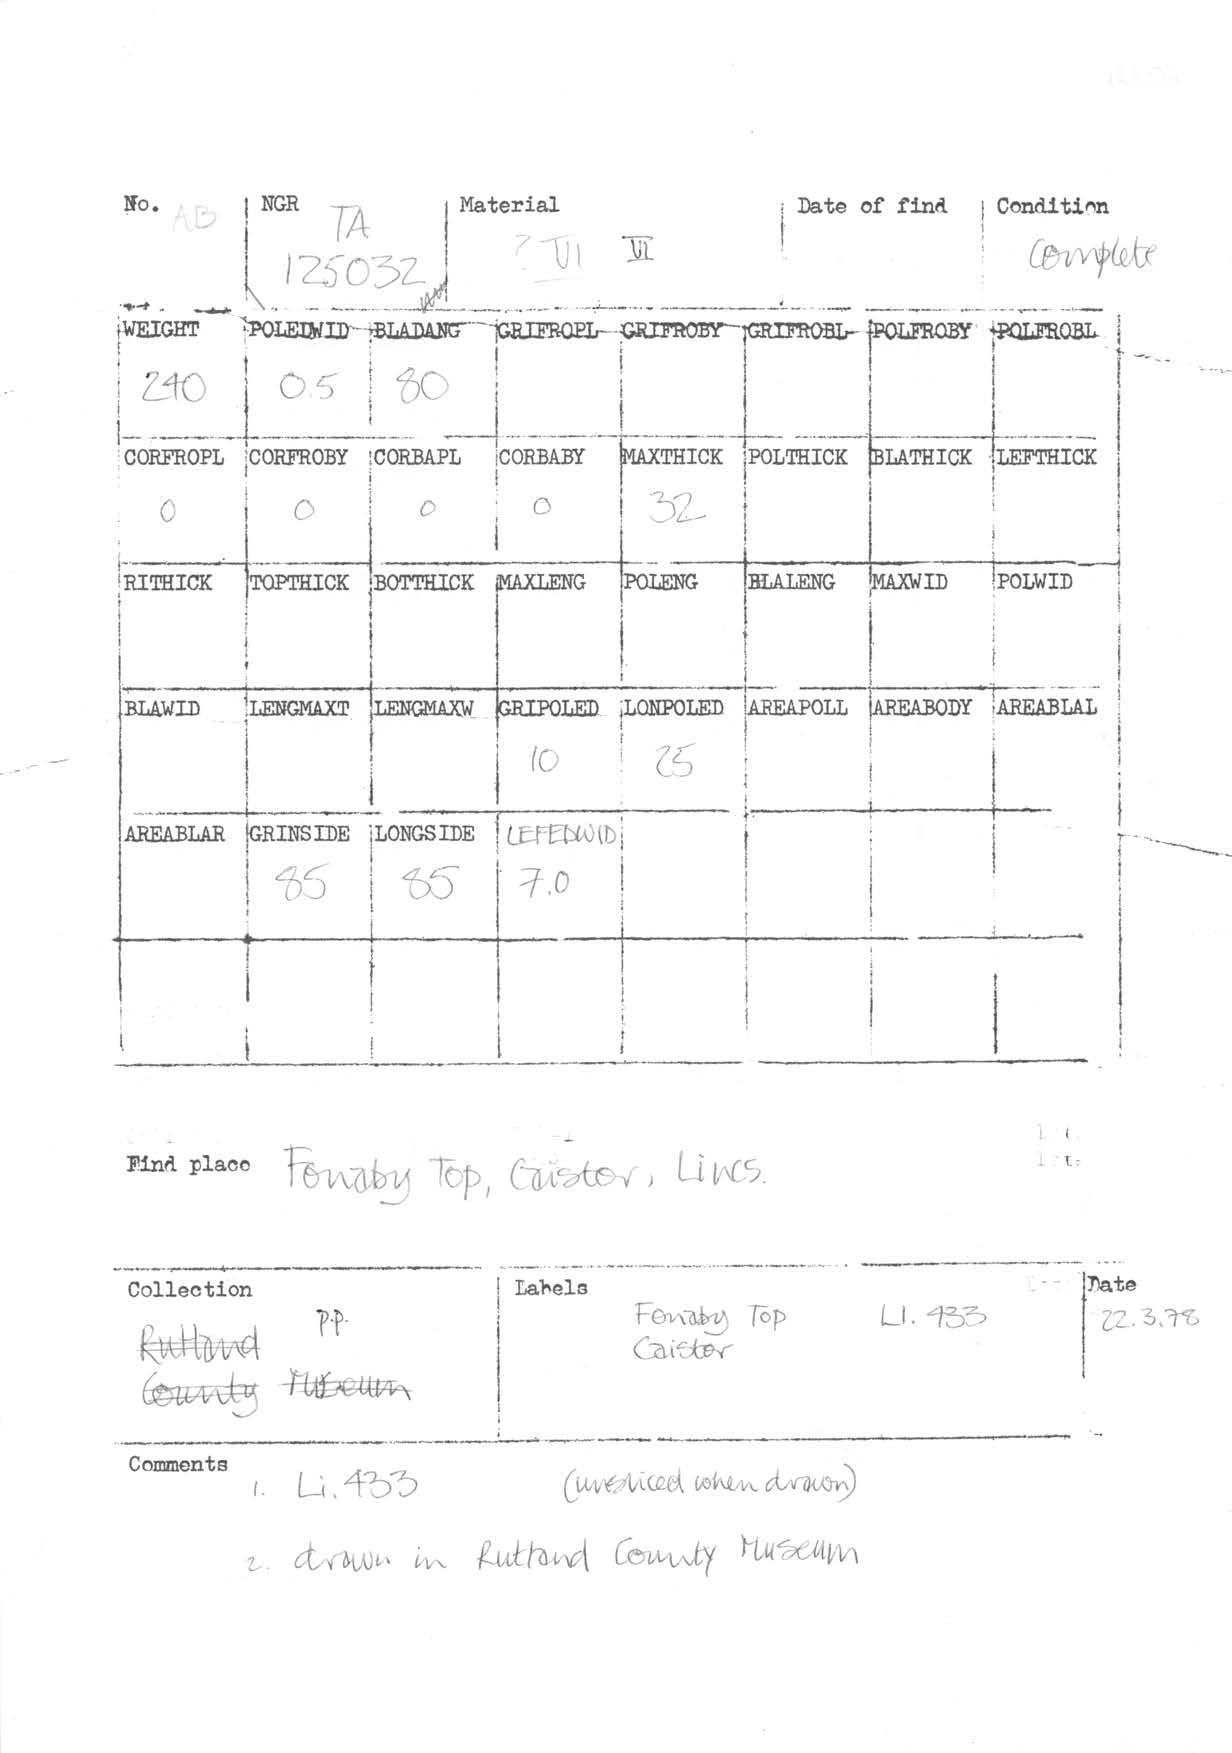 No. AB NGR TA 125032 Material ? VI VI Date of find Condition Complete
WEIGHT POLEDWID BLADANG GRIFROPL GRIFROBY GRIFROBL POLFROBY POLFROBL
240 0.5 80
CORFROPL CORFROBY CORBAPL CORBABY MAXTHICK POLTHICK BLATHICK LEFTHICK
0 0 0 0 32
RITHICK TOPTHICK BOTTHICK MAXLENG POLENG BLALENG MAXWID POLWID
BLAWID LENGMAXT LENGMAXW GRIPOLED LONPOLED AREAPOLL AREABODY AREABLAL
10 25
AREABLAR GRINSIDE LONGSIDE LEFEDWID
85 85 7.0
Find place Fonaby Top, Caistor, Lincs.
Collection Labels Date
Rutland P.P. Fonaby Top LI. 433 22.3.78
Caistor
County Museum
Comments
1. Li. 433 (unsliced when drawn)
2. drawn in Rutland County Museum